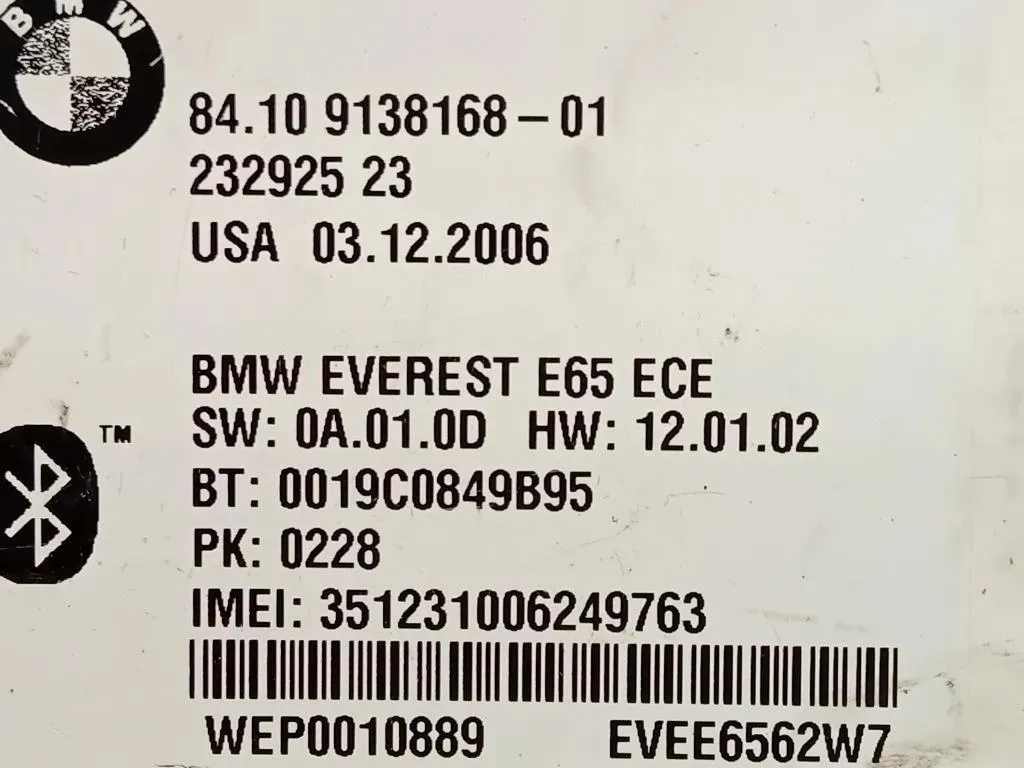 BMW
84.10 9138168–01
232925 23
USA 03.12.2006
BMW EVEREST E65 ECE
TM
SW: 0A.01.0D HW: 12.01.02
BT: 0019C0849B95
PK: 0228
IMEI: 351231006249763
WEP0010889 EVEE6562W7